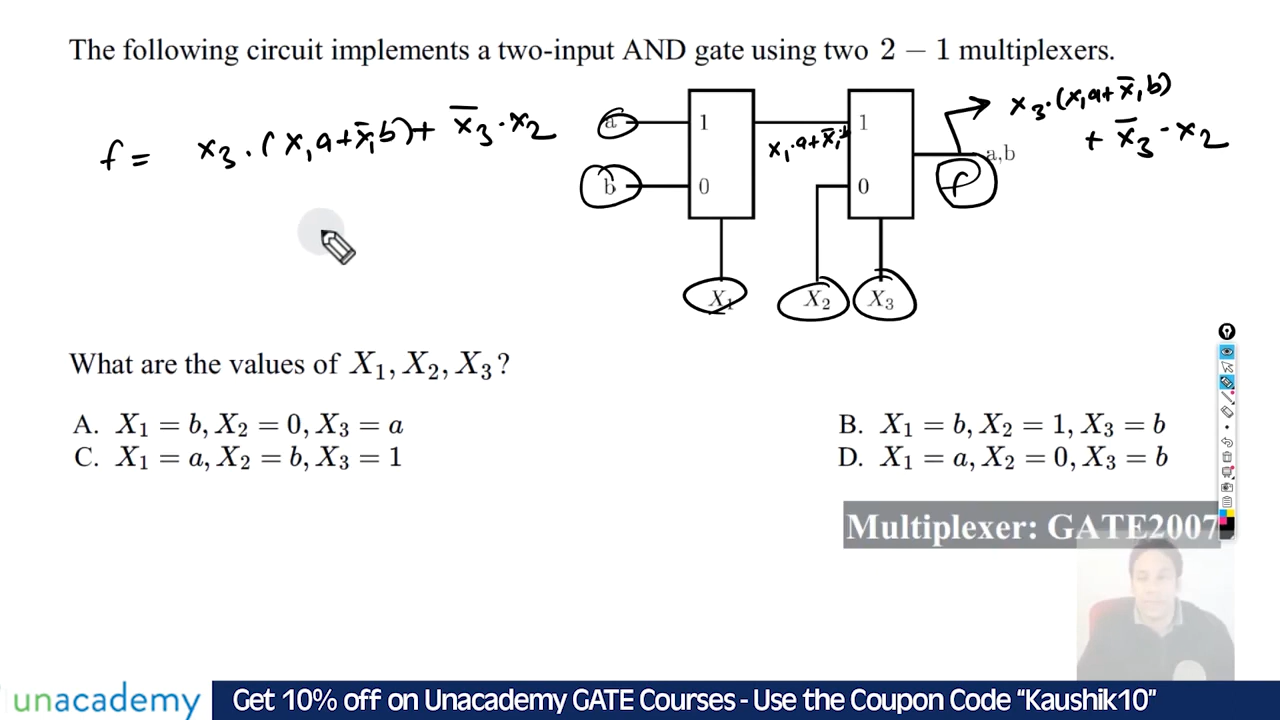 The following circuit implements a two-input AND gate using two 2 − 1 multiplexers.
f = x₃ · (x₁a + x̅₁b) + x̅₃ · x₂
a
b
1
0
x₁·a+x̅₁·b
1
0
x₃·(x₁a+x̅₁b)
+ x̅₃ · x₂
a,b
f
X₁
X₂
X₃
What are the values of X₁, X₂, X₃?
A. X₁ = b, X₂ = 0, X₃ = a
B. X₁ = b, X₂ = 1, X₃ = b
C. X₁ = a, X₂ = b, X₃ = 1
D. X₁ = a, X₂ = 0, X₃ = b
Multiplexer: GATE2007
unacademy
Get 10% off on Unacademy GATE Courses - Use the Coupon Code “Kaushik10”